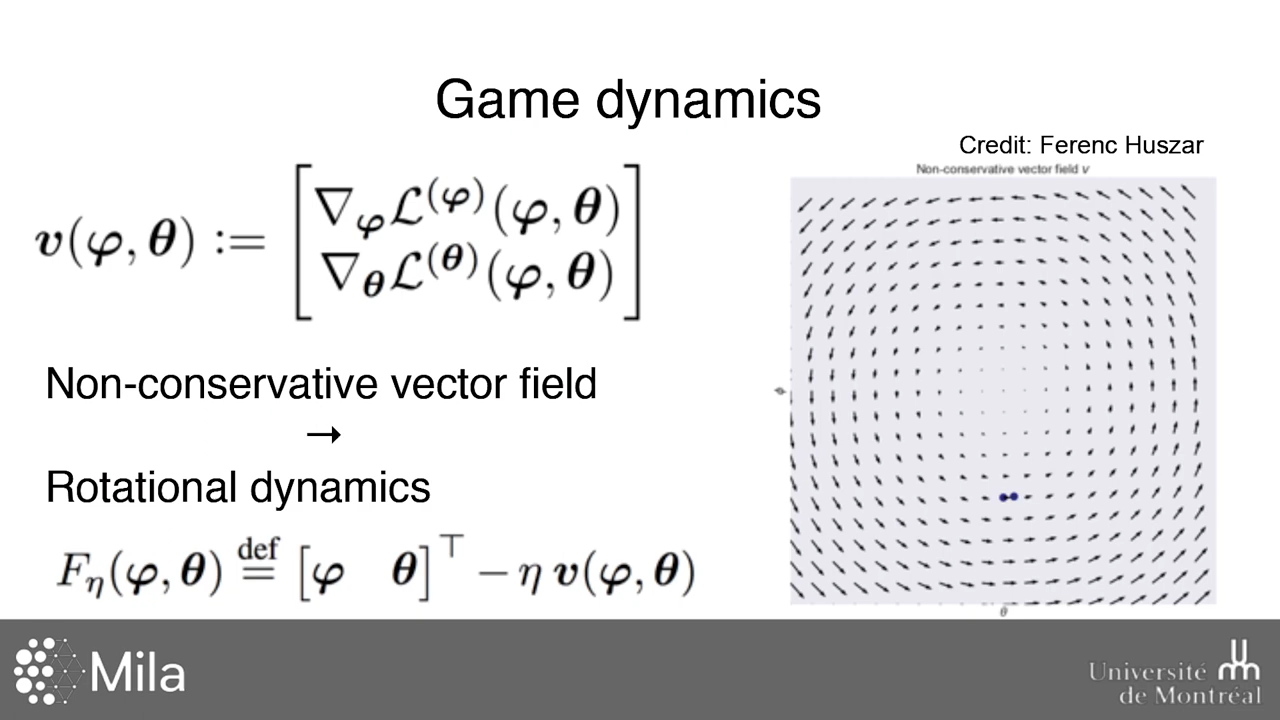 Game dynamics
Credit: Ferenc Huszar
Non-conservative vector field v
v(φ, θ) := [∇_φ L^(φ)(φ, θ)
∇_θ L^(θ)(φ, θ)]
Non-conservative vector field
→
Rotational dynamics
F_η(φ, θ) def= [φ θ]^⊤ − η v(φ, θ)
θ
Mila
Université
de Montréal